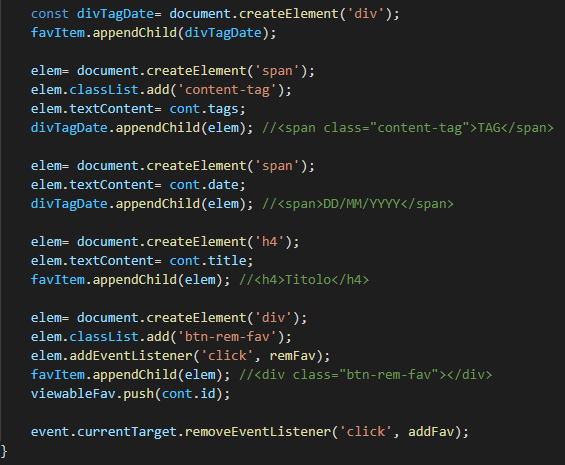 const divTagDate= document.createElement('div');
favItem.appendChild(divTagDate);
elem= document.createElement('span');
elem.classList.add('content-tag');
elem.textContent= cont.tags;
divTagDate.appendChild(elem); //<span class="content-tag">TAG</span>
elem= document.createElement('span');
elem.textContent= cont.date;
divTagDate.appendChild(elem); //<span>DD/MM/YYYY</span>
elem= document.createElement('h4');
elem.textContent= cont.title;
favItem.appendChild(elem); //<h4>Titolo</h4>
elem= document.createElement('div');
elem.classList.add('btn-rem-fav');
elem.addEventListener('click', remFav);
favItem.appendChild(elem); //<div class="btn-rem-fav"></div>
viewableFav.push(cont.id);
event.currentTarget.removeEventListener('click', addFav);
}